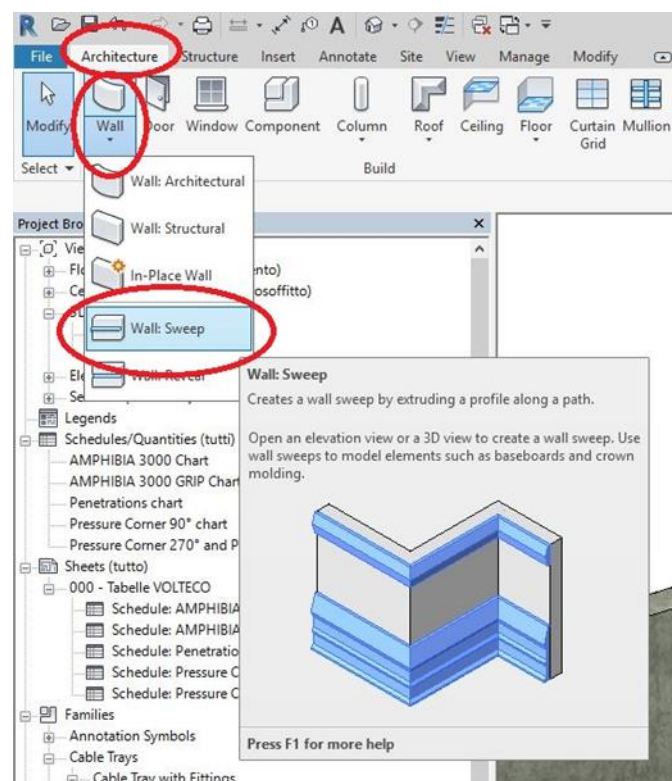 R A
File Architecture Structure Insert Annotate Site View Manage Modify
Modify Wall Door Window Component Column Roof Ceiling Floor Curtain Grid Mullion
Select Build
Wall: Architectural
Project Bro
Wall: Structural
In-Place Wall
Wall: Sweep
Wall: Reveal
Wall: Sweep
Creates a wall sweep by extruding a profile along a path.
Open an elevation view or a 3D view to create a wall sweep. Use
wall sweeps to model elements such as baseboards and crown
molding.
Press F1 for more help
Legends
Schedules/Quantities (tutti)
AMPHIBIA 3000 Chart
AMPHIBIA 3000 GRIP Chart
Penetrations chart
Pressure Corner 90° chart
Pressure Corner 270° and P
Sheets (tutto)
000 - Tabelle VOLTECO
Schedule: AMPHIBIA
Schedule: AMPHIBIA
Schedule: Penetratio
Schedule: Pressure C
Schedule: Pressure C
Families
Annotation Symbols
Cable Trays
Cable Tray with Fittings